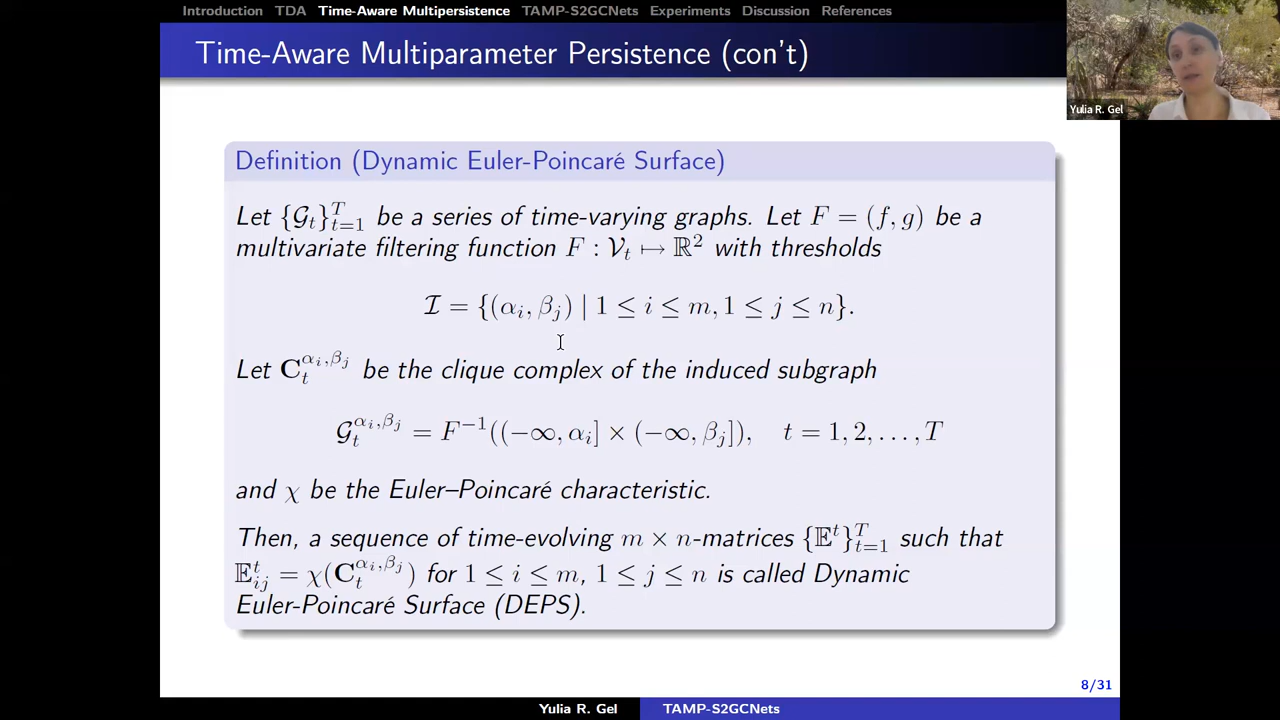 Introduction TDA Time-Aware Multipersistence TAMP-S2GCNets Experiments Discussion References
Time-Aware Multiparameter Persistence (con't)
Yulia R. Gel
Definition (Dynamic Euler-Poincaré Surface)
Let {𝒢_t}_{t=1}^T be a series of time-varying graphs. Let F = (f, g) be a
multivariate filtering function F : 𝒱_t ↦ ℝ² with thresholds
ℐ = {(α_i, β_j) | 1 ≤ i ≤ m, 1 ≤ j ≤ n}.
Let C_t^{α_i,β_j} be the clique complex of the induced subgraph
𝒢_t^{α_i,β_j} = F^{-1}((−∞, α_i] × (−∞, β_j]), t = 1, 2, . . . , T
and χ be the Euler–Poincaré characteristic.
Then, a sequence of time-evolving m × n-matrices {𝔼^t}_{t=1}^T such that
𝔼_{ij}^t = χ(C_t^{α_i,β_j}) for 1 ≤ i ≤ m, 1 ≤ j ≤ n is called Dynamic
Euler-Poincaré Surface (DEPS).
8/31
Yulia R. Gel TAMP-S2GCNets